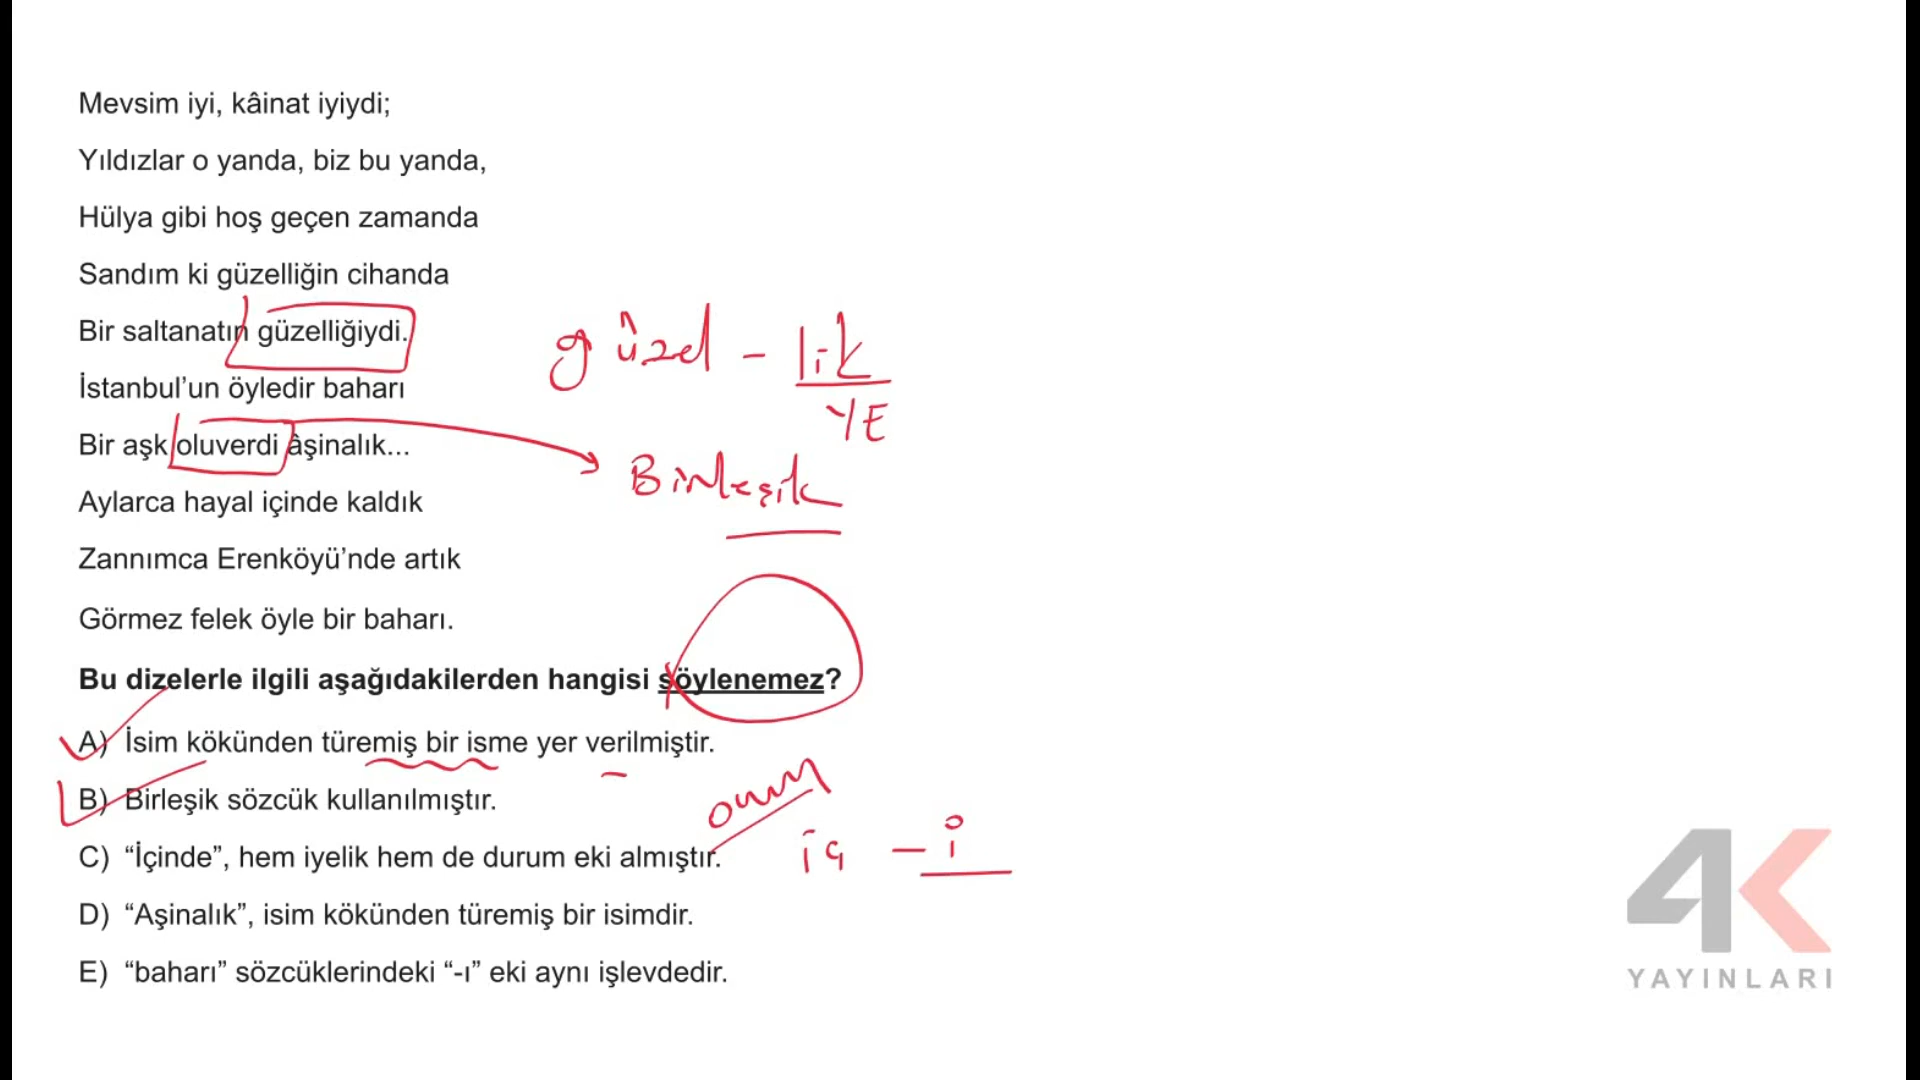 Mevsim iyi, kâinat iyiydi;
Yıldızlar o yanda, biz bu yanda,
Hülya gibi hoş geçen zamanda
Sandım ki güzelliğin cihanda
Bir saltanatın güzelliğiydi.
güzel - lik
YE
İstanbul’un öyledir baharı
Bir aşk oluverdi âşinalık...
Birleşik
Aylarca hayal içinde kaldık
Zannımca Erenköyü’nde artık
Görmez felek öyle bir baharı.
Bu dizelerle ilgili aşağıdakilerden hangisi söylenemez?
A) İsim kökünden türemiş bir isme yer verilmiştir.
B) Birleşik sözcük kullanılmıştır.
onun
C) “İçinde”, hem iyelik hem de durum eki almıştır.
iç - i
D) “Aşinalık”, isim kökünden türemiş bir isimdir.
E) “baharı” sözcüklerindeki “-ı” eki aynı işlevdedir.
4K
YAYINLARI